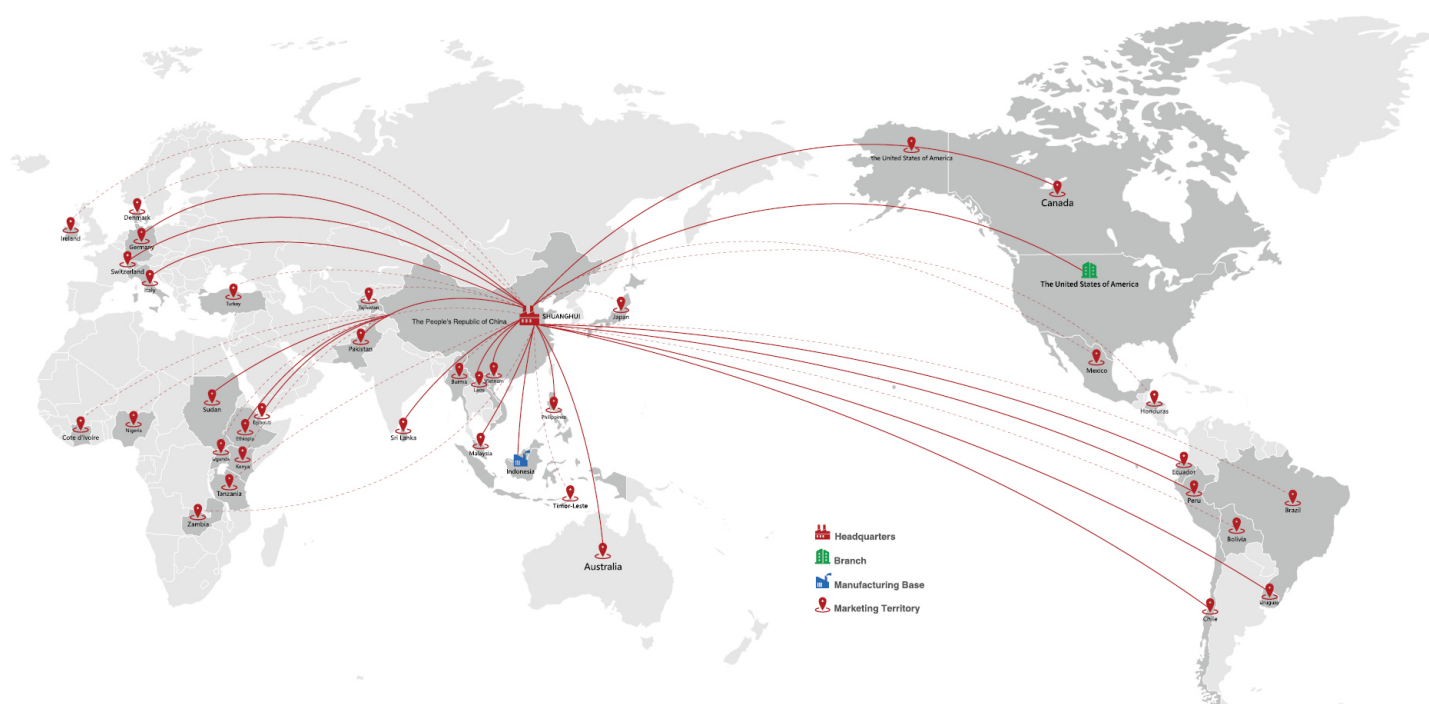 the United States of America
Canada
Denmark
Ireland
Germany
Switzerland
Italy
The United States of America
Turkey
Tajikistan
Japan
SHUANGHUI
The People's Republic of China
Pakistan
Mexico
Burma
Laos
Vietnam
Sudan
Honduras
Philippines
Djibouti
Nigeria
Cote d'Ivoire
Ethiopia
Sri Lanka
Malaysia
Uganda
Kenya
Indonesia
Ecuador
Tanzania
Peru
Brazil
Timor-Leste
Zambia
Bolivia
Headquarters
Branch
Australia
Manufacturing Base
Marketing Territory
Uruguay
Chile